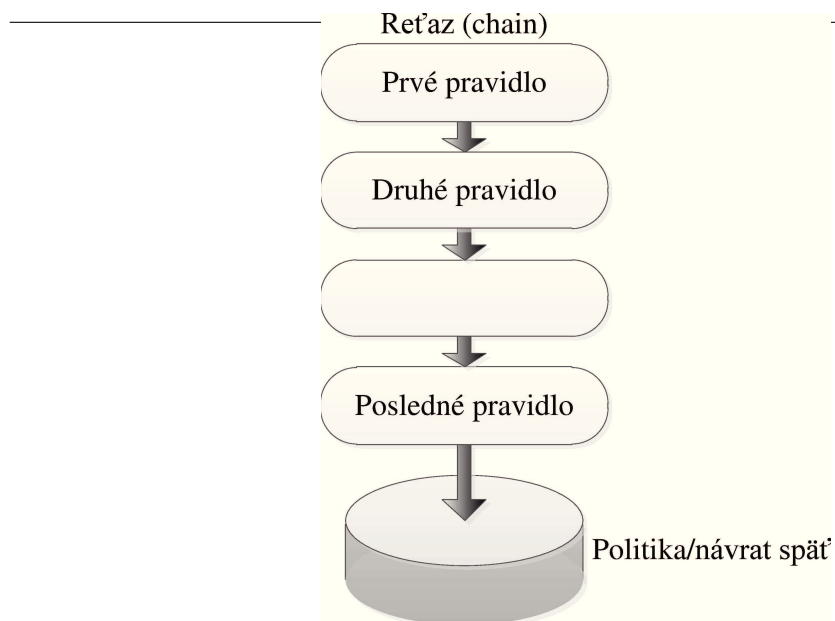 Reťaz (chain)
Prvé pravidlo
Druhé pravidlo
Posledné pravidlo
Politika/návrat späť